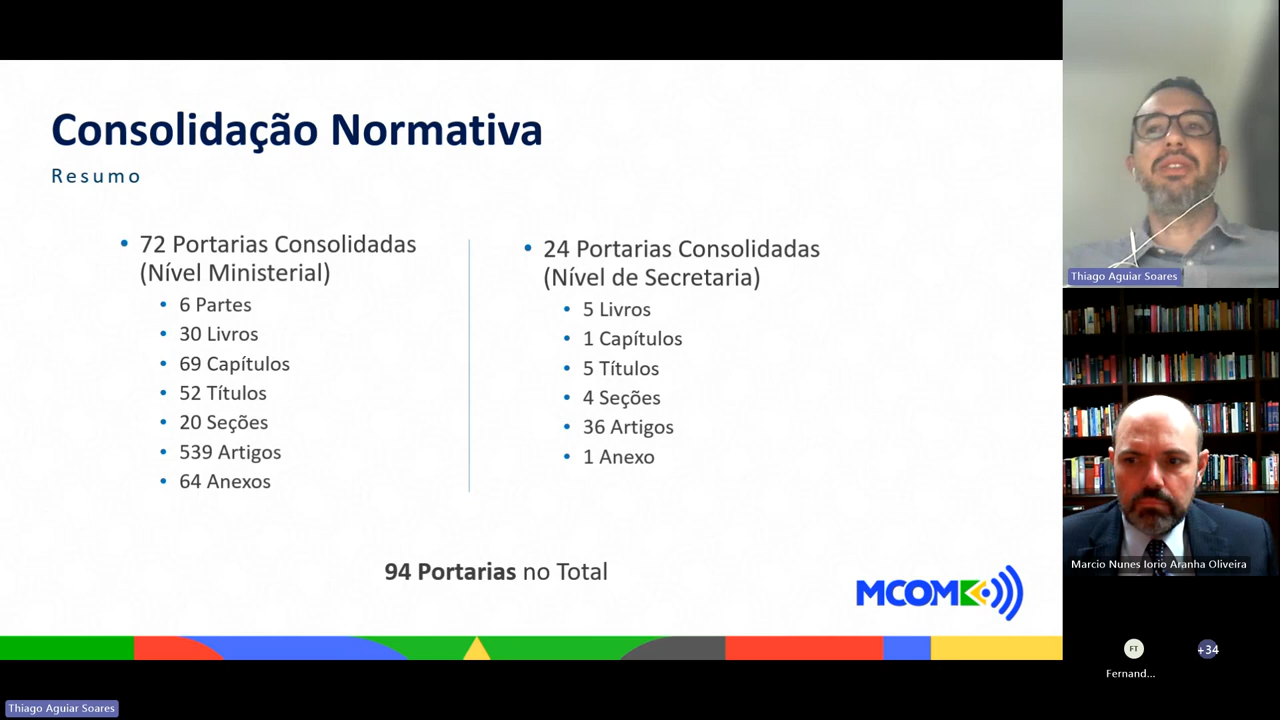 Consolidação Normativa
Resumo
• 72 Portarias Consolidadas
(Nível Ministerial)
• 6 Partes
• 30 Livros
• 69 Capítulos
• 52 Títulos
• 20 Seções
• 539 Artigos
• 64 Anexos
• 24 Portarias Consolidadas
(Nível de Secretaria)
• 5 Livros
• 1 Capítulos
• 5 Títulos
• 4 Seções
• 36 Artigos
• 1 Anexo
94 Portarias no Total
MCOM
Thiago Aguiar Soares
Marcio Nunes Iorio Aranha Oliveira
FT
Fernand...
+34
Thiago Aguiar Soares